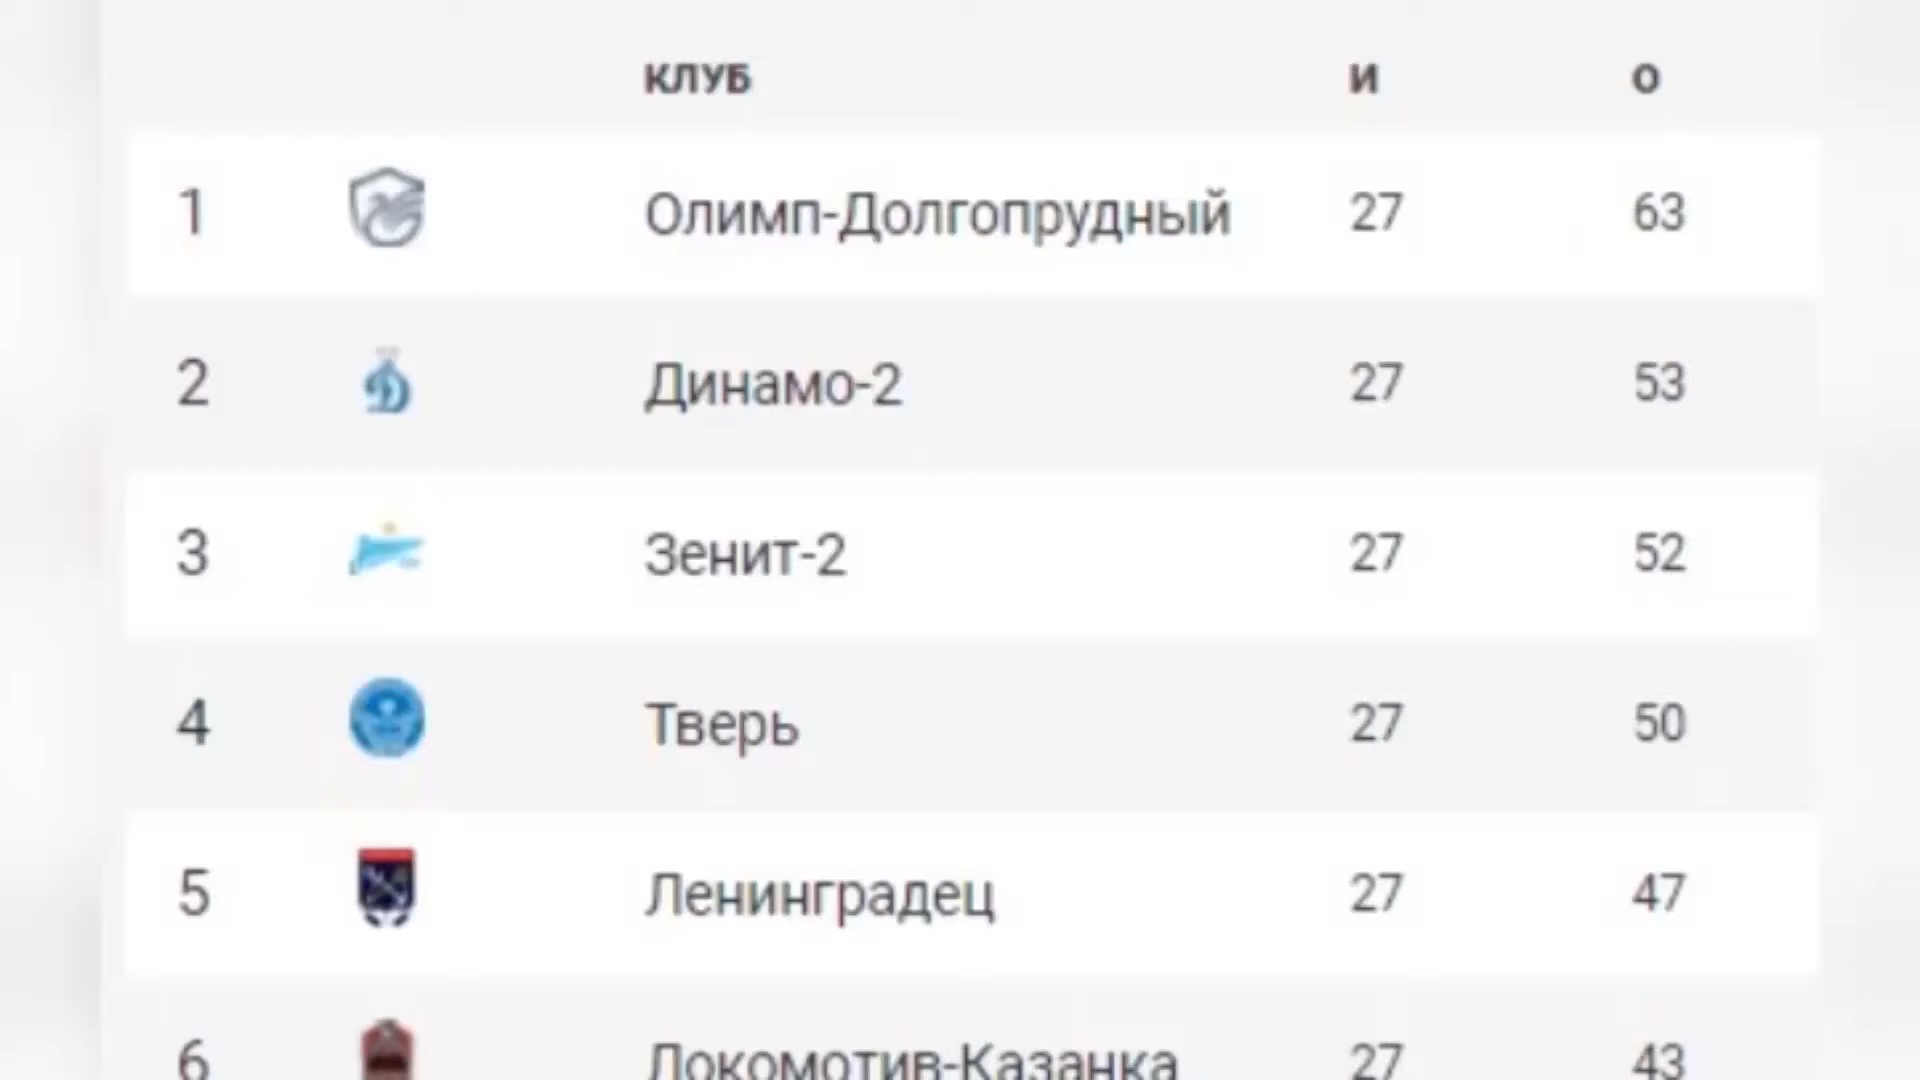 КЛУБ И О
1 Олимп-Долгопрудный 27 63
2 Динамо-2 27 53
3 Зенит-2 27 52
4 Тверь 27 50
5 Ленинградец 27 47
6 Локомотив-Казанка 27 43